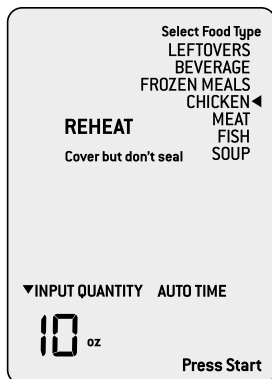 Select Food Type
LEFTOVERS
BEVERAGE
FROZEN MEALS
CHICKEN◀
MEAT
REHEAT
FISH
Cover but don't seal
SOUP
▼INPUT QUANTITY AUTO TIME
10 oz
Press Start